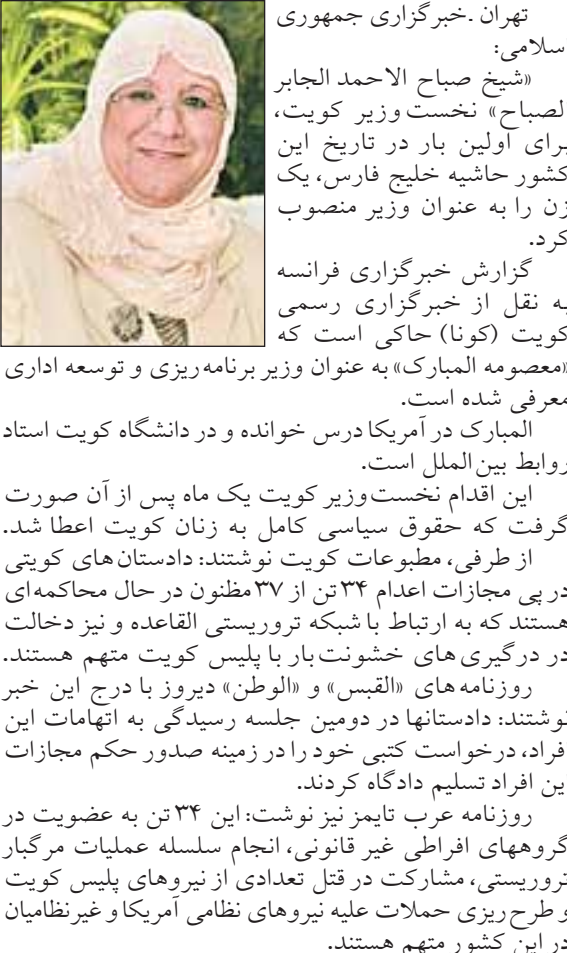 تهران ـ خبرگزاری جمهوری
اسلامی:
«شیخ صباح الاحمد الجابر
الصباح» نخست وزیر کویت،
برای اولین بار در تاریخ این
کشور حاشیه خلیج فارس، یک
زن را به عنوان وزیر منصوب
کرد.
گزارش خبرگزاری فرانسه
به نقل از خبرگزاری رسمی
کویت (کونا) حاکی است که
«معصومه المبارک» به عنوان وزیر برنامه‌ریزی و توسعه اداری
معرفی شده است.
المبارک در آمریکا درس خوانده و در دانشگاه کویت استاد
روابط بین‌الملل است.
این اقدام نخست‌وزیر کویت یک ماه پس از آن صورت
گرفت که حقوق سیاسی کامل به زنان کویت اعطا شد.
از طرفی، مطبوعات کویت نوشتند: دادستان‌های کویتی
در پی مجازات اعدام ۳۴ تن از ۳۷ مظنون در حال محاکمه‌ای
هستند که به ارتباط با شبکه تروریستی القاعده و نیز دخالت
در درگیری‌های خشونت‌بار با پلیس کویت متهم هستند.
روزنامه‌های «القبس» و «الوطن» دیروز با درج این خبر
نوشتند: دادستانها در دومین جلسه رسیدگی به اتهامات این
افراد، درخواست کتبی خود را در زمینه صدور حکم مجازات
این افراد تسلیم دادگاه کردند.
روزنامه عرب تایمز نیز نوشت: این ۳۴ تن به عضویت در
گروههای افراطی غیر قانونی، انجام سلسله عملیات مرگبار
تروریستی، مشارکت در قتل تعدادی از نیروهای پلیس کویت
و طرح‌ریزی حملات علیه نیروهای نظامی آمریکا و غیرنظامیان
در این کشور متهم هستند.